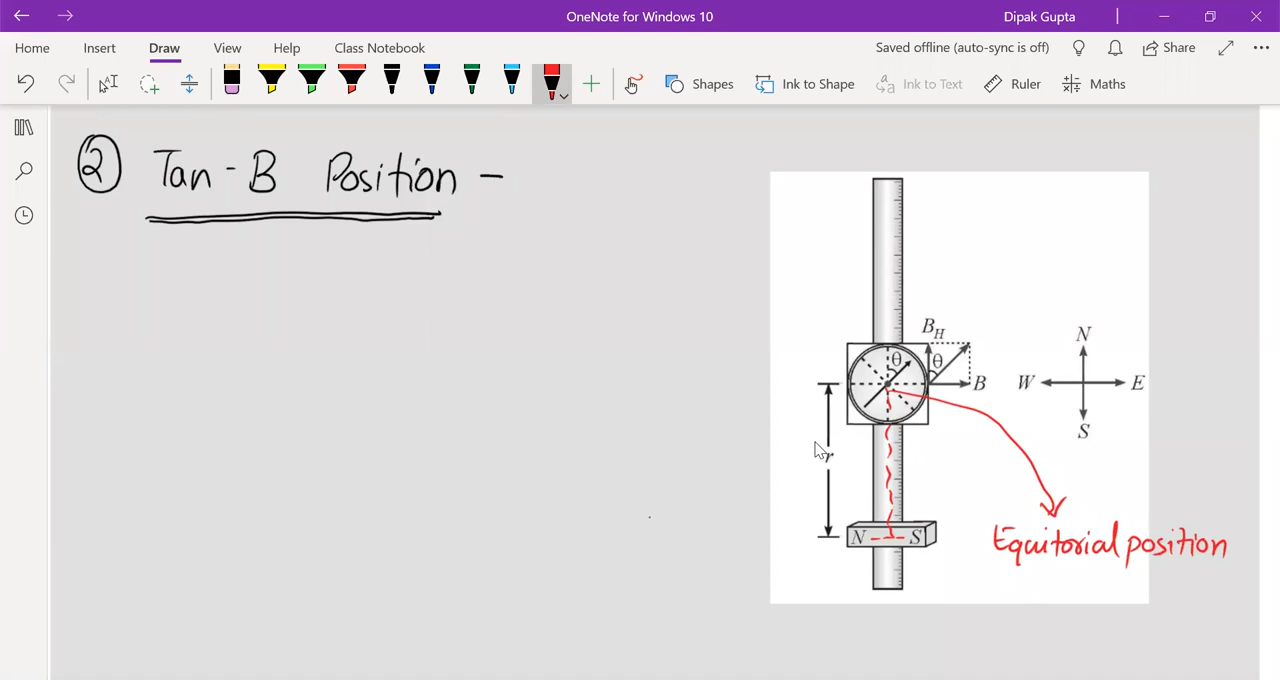 OneNote for Windows 10
Dipak Gupta
Home Insert Draw View Help Class Notebook
Saved offline (auto-sync is off)
Share
Shapes
Ink to Shape
Ink to Text
Ruler
Maths
② Tan - B Position -
B_H
θ
θ
B
N
W E
S
r
N S
Equitorial position